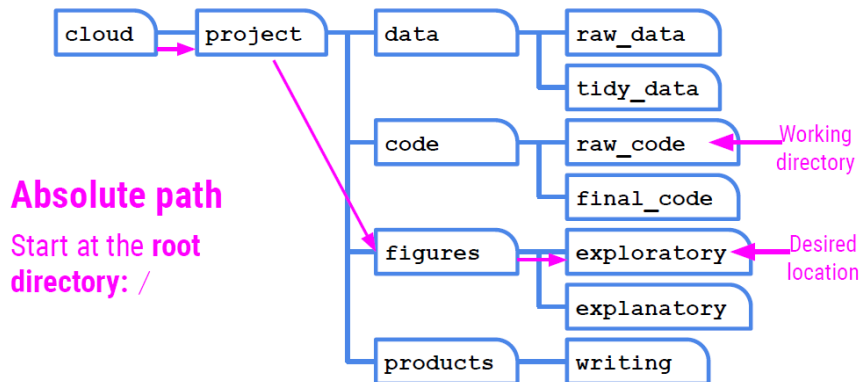 cloud
project
data
raw_data
tidy_data
code
raw_code
Working
directory
final_code
Absolute path
Start at the root
directory: /
figures
exploratory
Desired
location
explanatory
products
writing